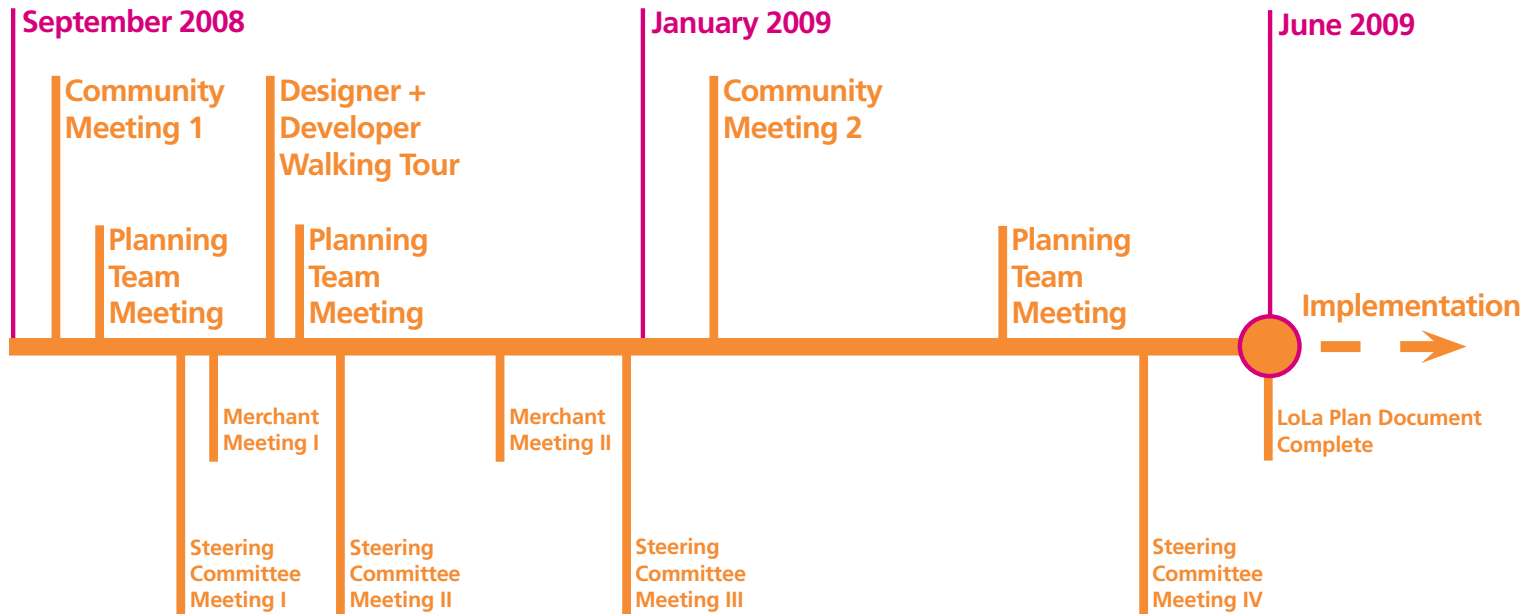 September 2008
January 2009
June 2009
Community
Meeting 1
Designer +
Developer
Walking Tour
Community
Meeting 2
Planning
Team
Meeting
Planning
Team
Meeting
Planning
Team
Meeting
Implementation
Merchant
Meeting I
Merchant
Meeting II
LoLa Plan Document
Complete
Steering
Committee
Meeting I
Steering
Committee
Meeting II
Steering
Committee
Meeting III
Steering
Committee
Meeting IV